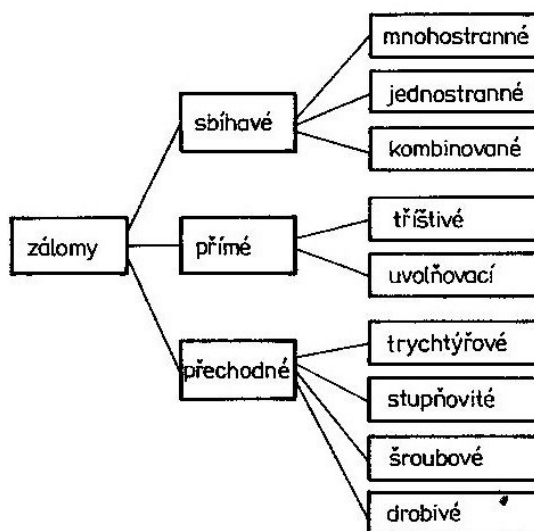 zálomy
sbíhavé
mnohostranné
jednostranné
kombinované
přímé
tříštivé
uvolňovací
přechodné
trychtýřové
stupňovité
šroubové
drobivé